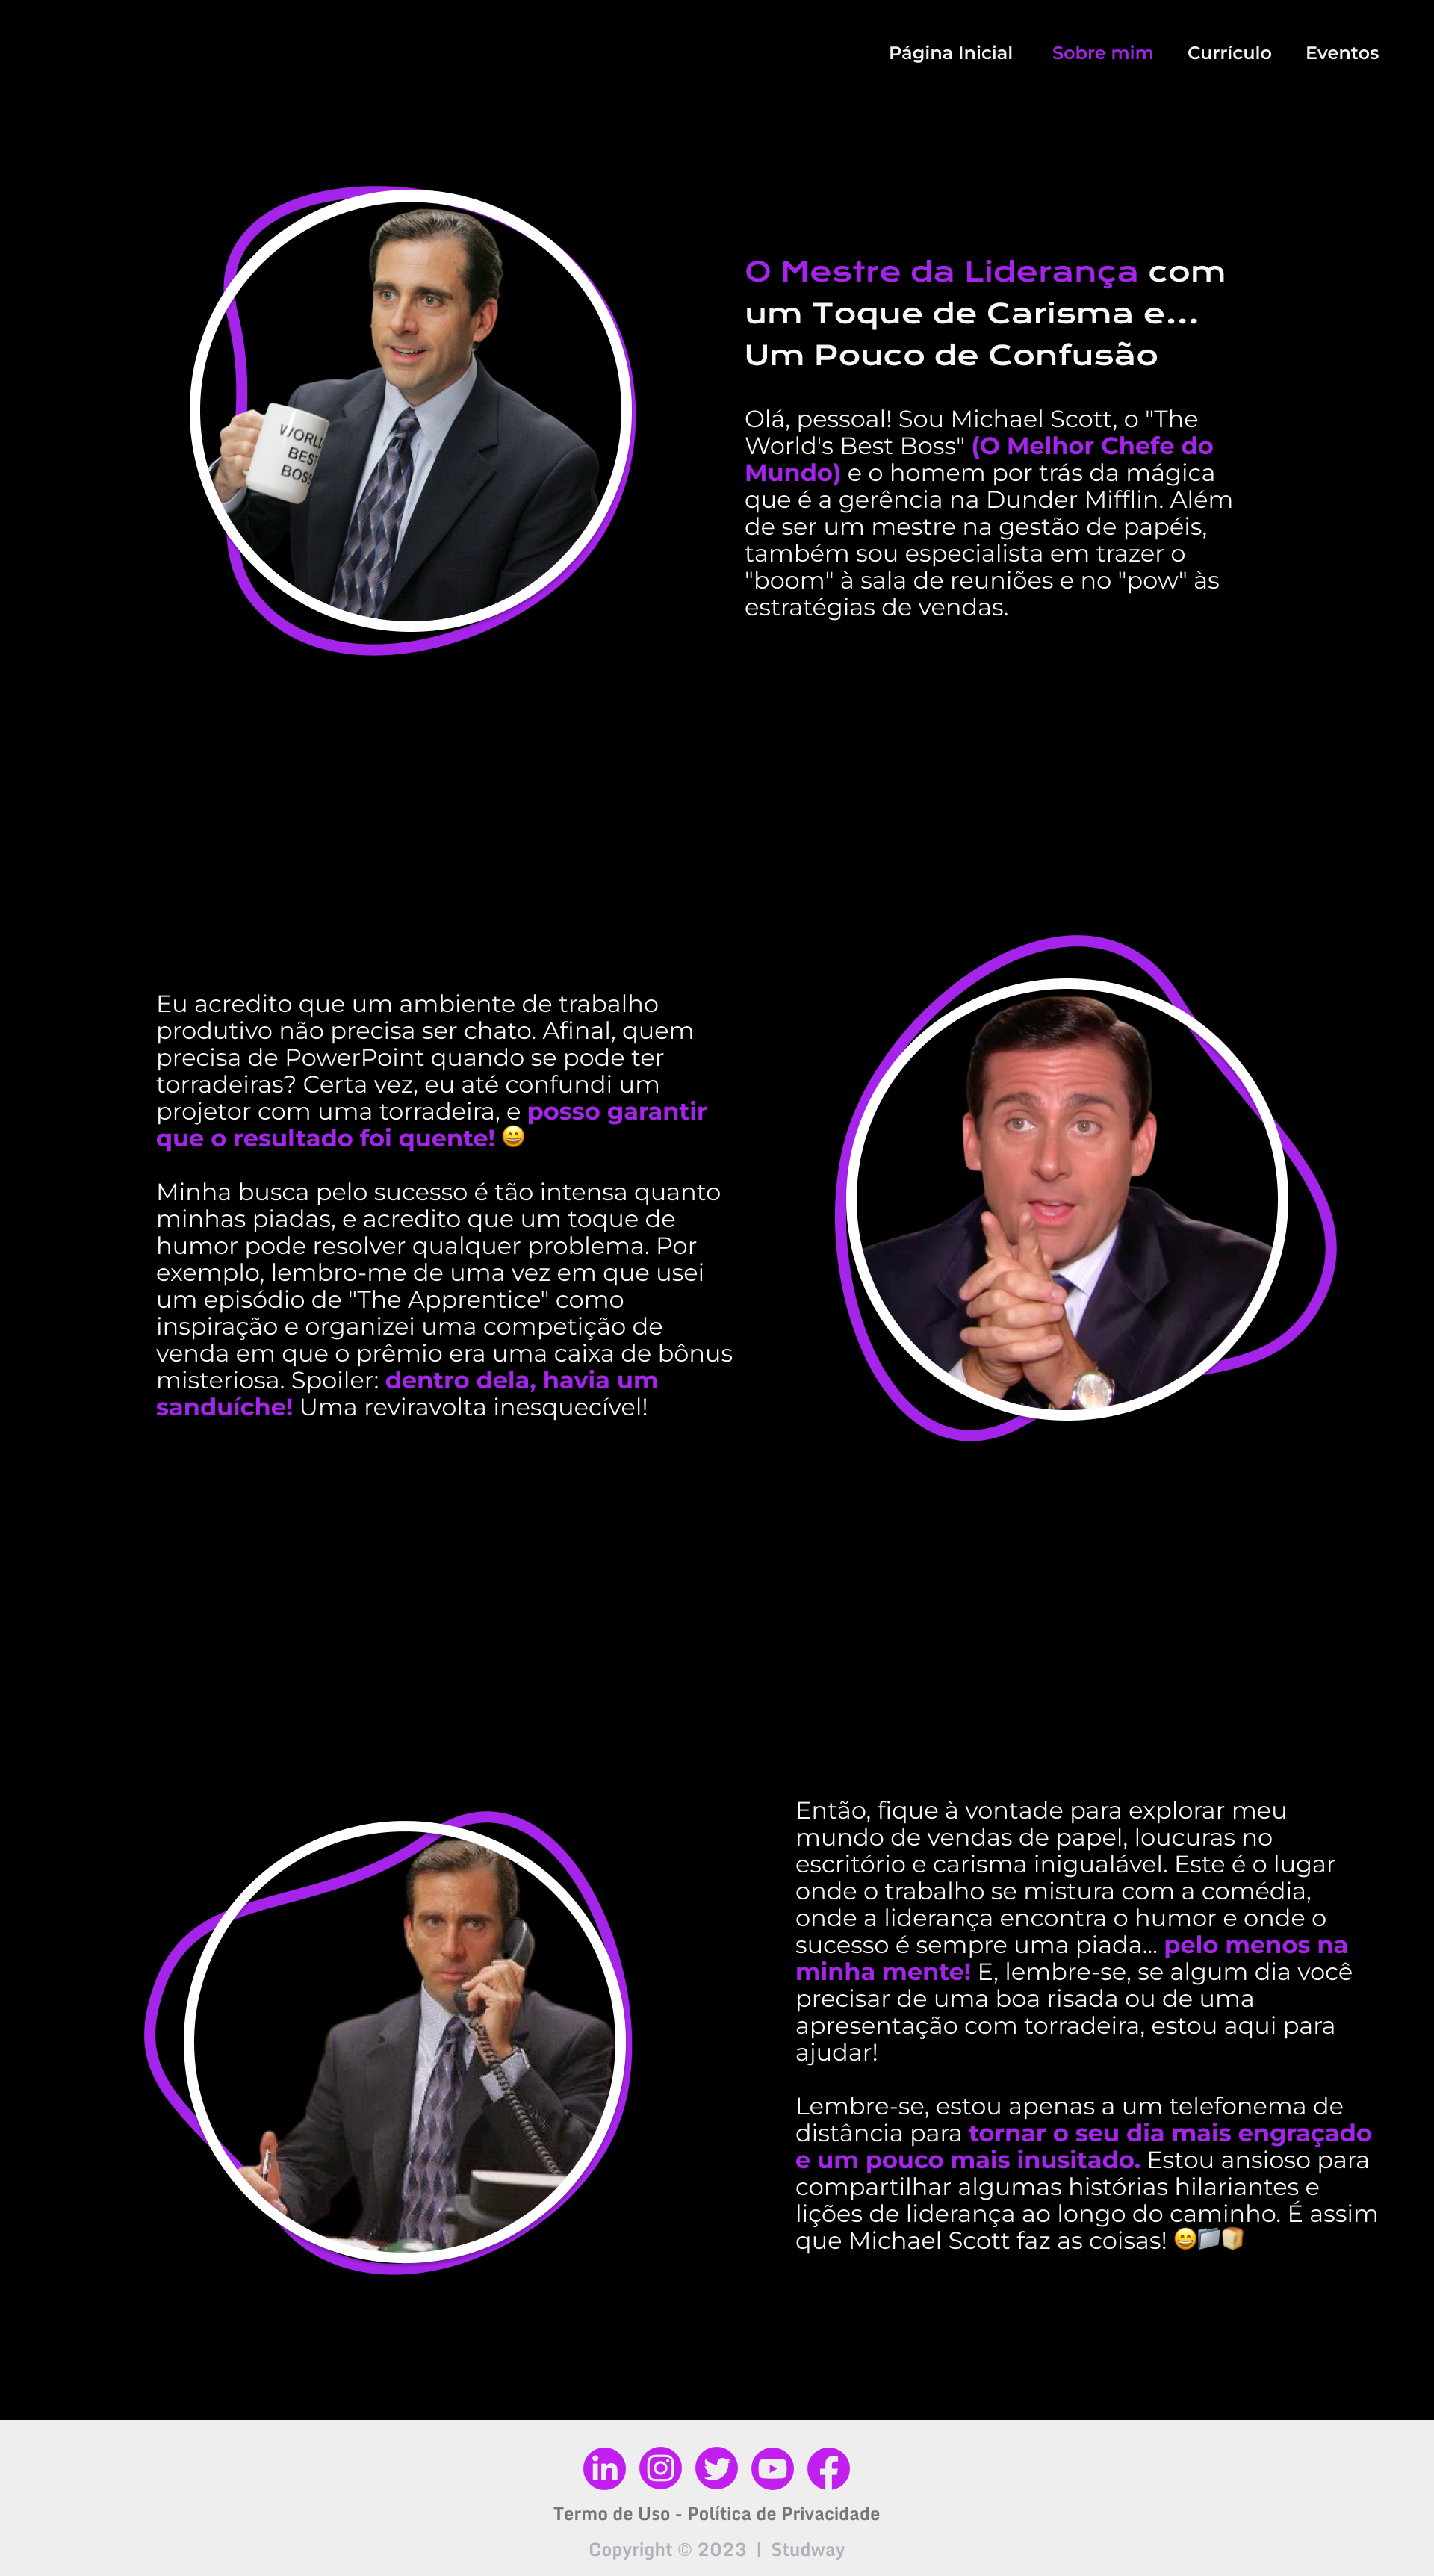 Página Inicial Sobre mim Currículo Eventos
O Mestre da Liderança com
um Toque de Carisma e...
Um Pouco de Confusão
Olá, pessoal! Sou Michael Scott, o "The
World's Best Boss" (O Melhor Chefe do
Mundo) e o homem por trás da mágica
que é a gerência na Dunder Mifflin. Além
de ser um mestre na gestão de papéis,
também sou especialista em trazer o
"boom" à sala de reuniões e no "pow" às
estratégias de vendas.
WORLD
BEST
BOSS
Eu acredito que um ambiente de trabalho
produtivo não precisa ser chato. Afinal, quem
precisa de PowerPoint quando se pode ter
torradeiras? Certa vez, eu até confundi um
projetor com uma torradeira, e posso garantir
que o resultado foi quente! 😄
Minha busca pelo sucesso é tão intensa quanto
minhas piadas, e acredito que um toque de
humor pode resolver qualquer problema. Por
exemplo, lembro-me de uma vez em que usei
um episódio de "The Apprentice" como
inspiração e organizei uma competição de
venda em que o prêmio era uma caixa de bônus
misteriosa. Spoiler: dentro dela, havia um
sanduíche! Uma reviravolta inesquecível!
Então, fique à vontade para explorar meu
mundo de vendas de papel, loucuras no
escritório e carisma inigualável. Este é o lugar
onde o trabalho se mistura com a comédia,
onde a liderança encontra o humor e onde o
sucesso é sempre uma piada... pelo menos na
minha mente! E, lembre-se, se algum dia você
precisar de uma boa risada ou de uma
apresentação com torradeira, estou aqui para
ajudar!
Lembre-se, estou apenas a um telefonema de
distância para tornar o seu dia mais engraçado
e um pouco mais inusitado. Estou ansioso para
compartilhar algumas histórias hilariantes e
lições de liderança ao longo do caminho. É assim
que Michael Scott faz as coisas! 😄📁🍞
Termo de Uso - Política de Privacidade
Copyright © 2023 | Studway